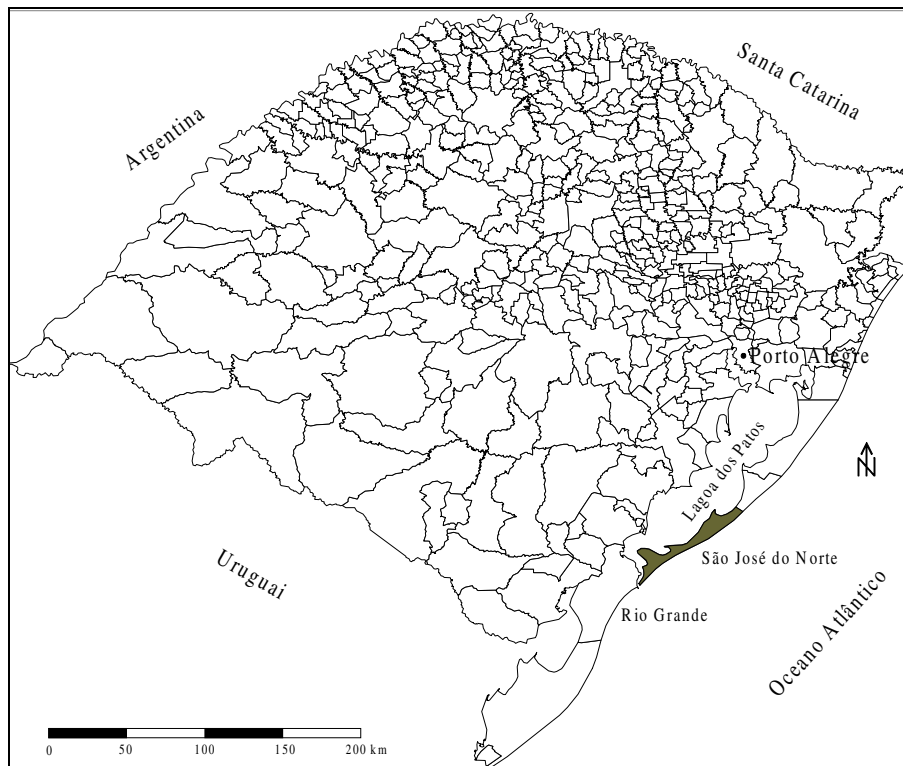 Santa Catarina
Argentina
Porto Alegre
N
Lagoa dos Patos
São José do Norte
Uruguai
Rio Grande
Oceano Atlântico
0 50 100 150 200 km